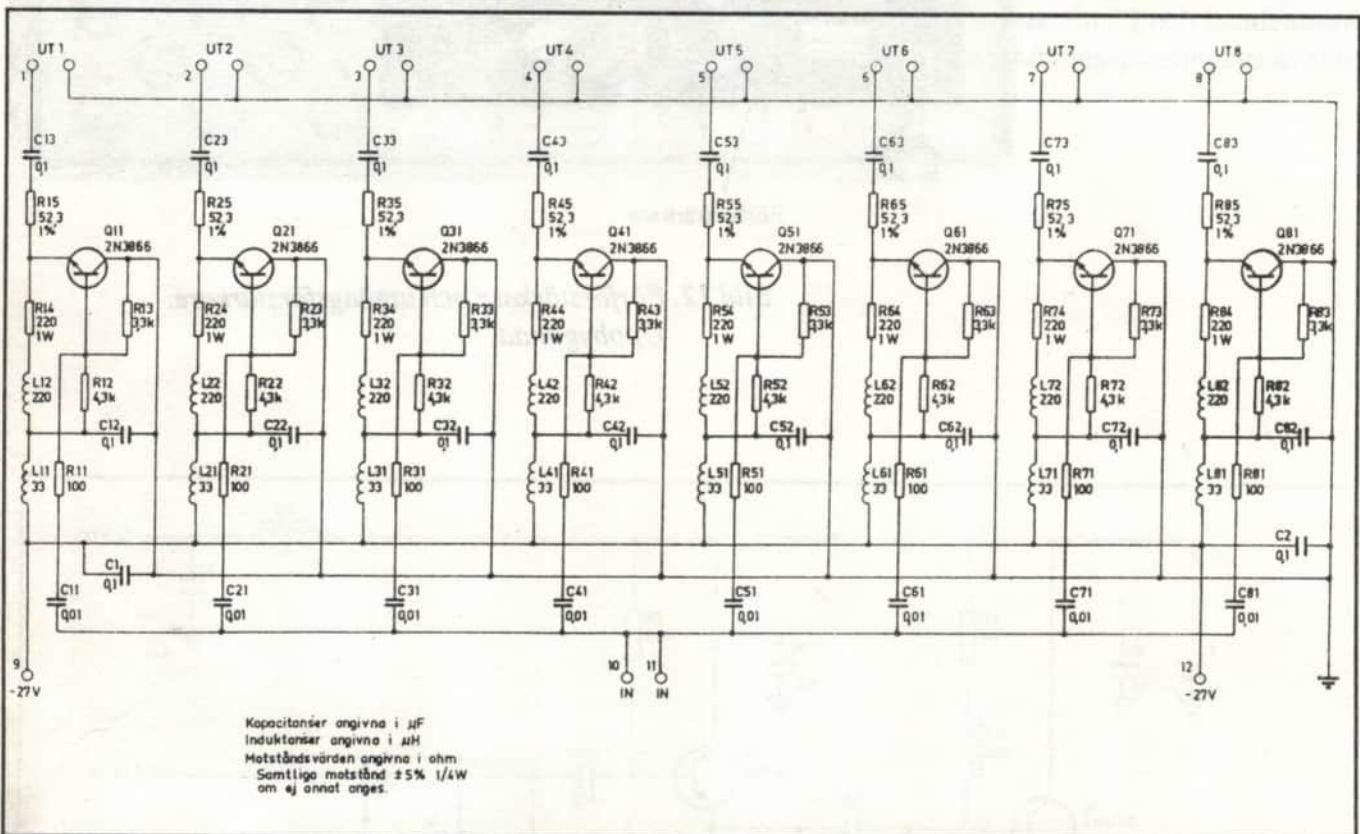 UT 1 UT 2 UT 3 UT 4 UT 5 UT 6 UT 7 UT 8
1 2 3 4 5 6 7 8
C13 C23 C33 C43 C53 C63 C73 C83
0,1 0,1 0,1 0,1 0,1 0,1 0,1 0,1
R15 R25 R35 R45 R55 R65 R75 R85
52,3 52,3 52,3 52,3 52,3 52,3 52,3 52,3
1% 1% 1% 1% 1% 1% 1% 1%
Q11 Q21 Q31 Q41 Q51 Q61 Q71 Q81
2N3866 2N3866 2N3866 2N3866 2N3866 2N3866 2N3866 2N3866
R14 R13 R24 R23 R34 R33 R44 R43 R54 R53 R64 R63 R74 R73 R84 R83
220 3,3k 220 3,3k 220 3,3k 220 3,3k 220 3,3k 220 3,3k 220 3,3k 220 3,3k
1W 1W 1W 1W 1W 1W 1W 1W
L12 R12 L22 R22 L32 R32 L42 R42 L52 R52 L62 R62 L72 R72 L82 R82
220 4,3k 220 4,3k 220 4,3k 220 4,3k 220 4,3k 220 4,3k 220 4,3k 220 4,3k
C12 C22 C32 C42 C52 C62 C72 C82
0,1 0,1 0,1 0,1 0,1 0,1 0,1 0,1
L11 R11 L21 R21 L31 R31 L41 R41 L51 R51 L61 R61 L71 R71 L81 R81
33 100 33 100 33 100 33 100 33 100 33 100 33 100 33 100
C2
0,1
C1
0,1
C11 C21 C31 C41 C51 C61 C71 C81
0,01 0,01 0,01 0,01 0,01 0,01 0,01 0,01
9 10 11 12
-27V IN IN -27V
Kapacitanser angivna i µF
Induktanser angivna i µH
Motståndsvärden angivna i ohm
Samtliga motstånd ±5% 1/4W
om ej annat anges.